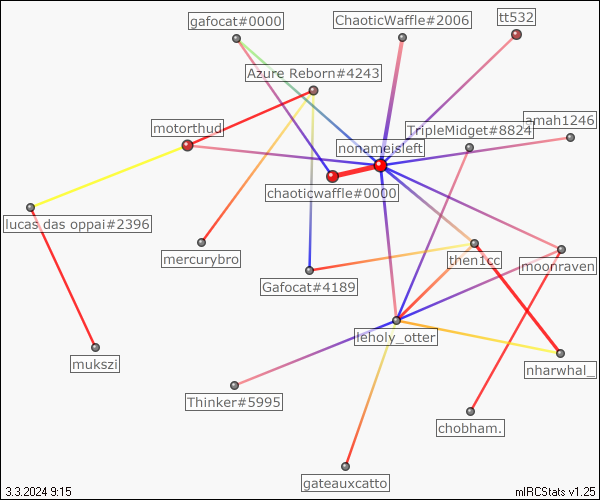 gafocat#0000
ChaoticWaffle#2006
tt532
Azure Reborn#4243
amah1246
motorthud
TripleMidget#8824
nonameisleft
chaoticwaffle#0000
lucas das oppai#2396
mercurybro
then1cc
moonraven
Gafocat#4189
leholy_otter
mukszi
nharwhal_
Thinker#5995
chobham.
gateauxcatto
3.3.2024 9:15
mIRCStats v1.25